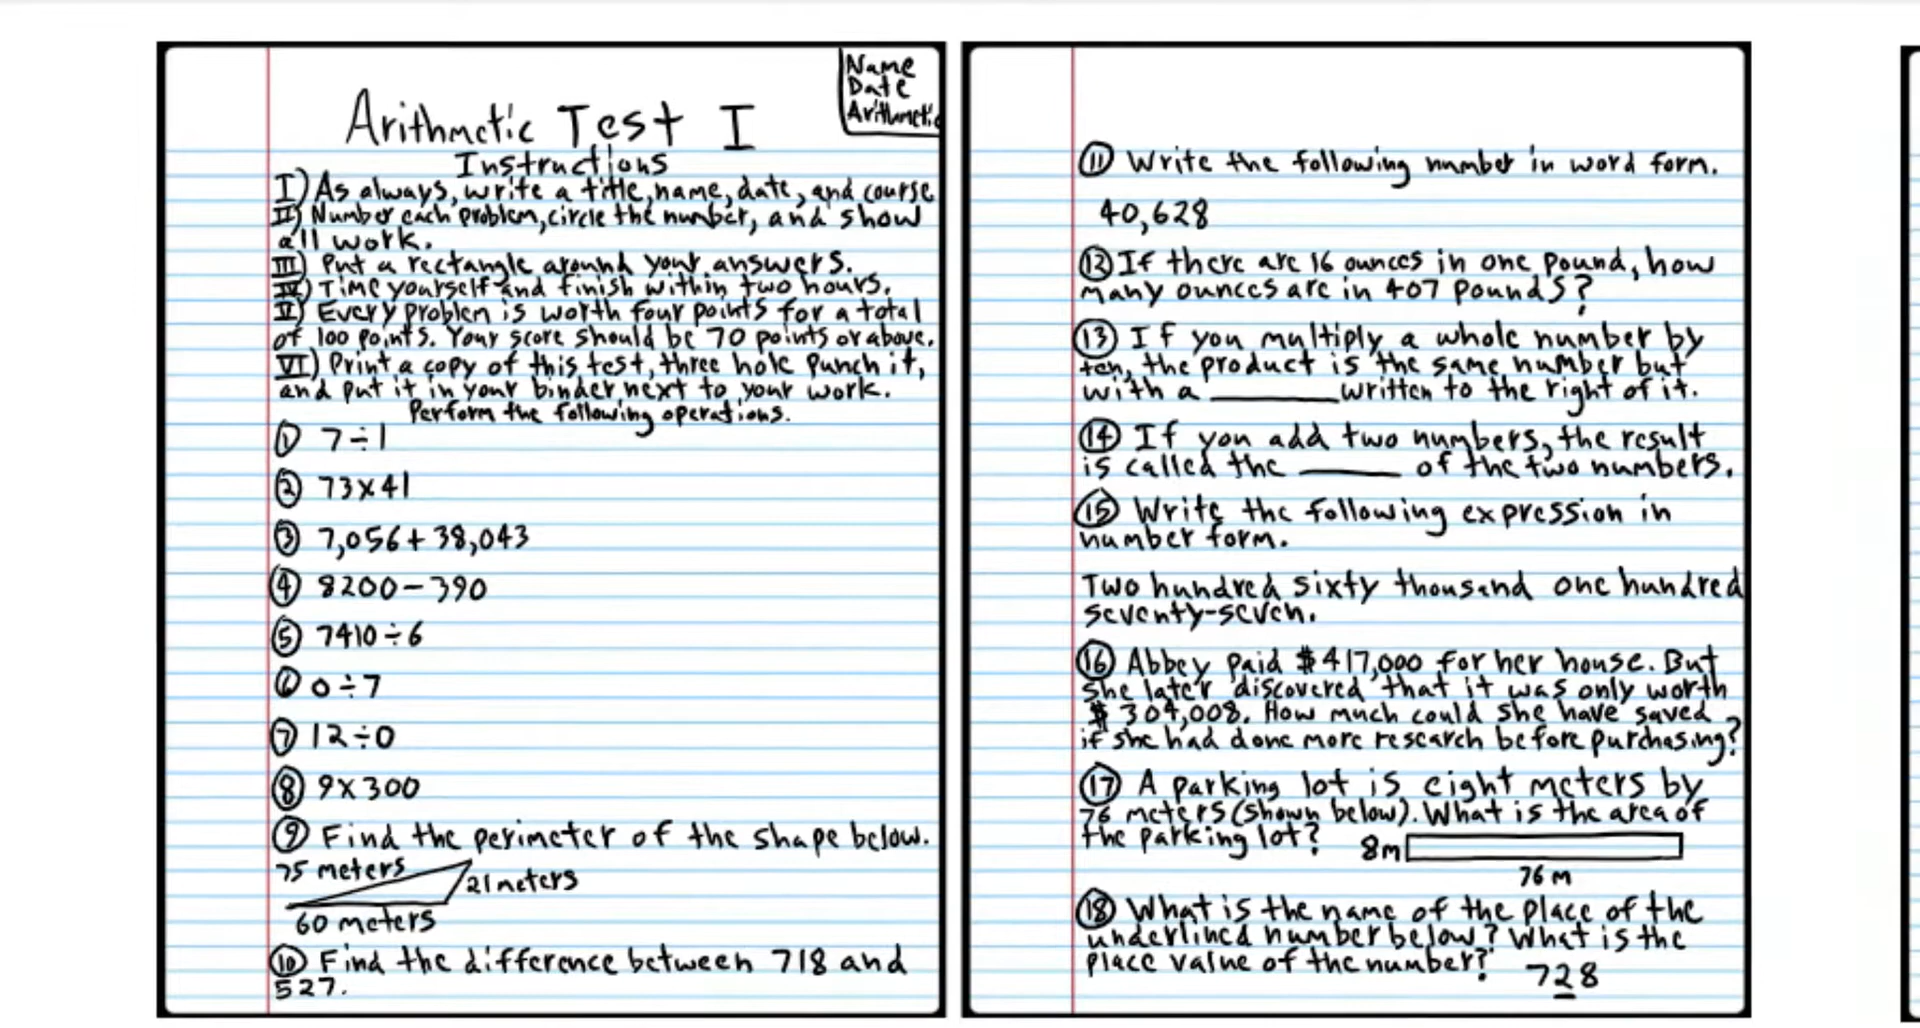 Name
Date
Arithmetic
Arithmetic Test I
Instructions
I) As always, write a title, name, date, and course
II) Number each problem, circle the number, and show
all work.
III) Put a rectangle around your answers.
IV) Time yourself and finish within two hours.
V) Every problem is worth four points for a total
of 100 points. Your score should be 70 points or above.
VI) Print a copy of this test, three hole punch it,
and put it in your binder next to your work.
Perform the following operations.
① 7÷1
② 73×41
③ 7,056+38,043
④ 8200-390
⑤ 7410÷6
⑥ 0÷7
⑦ 12÷0
⑧ 9×300
⑨ Find the perimeter of the shape below.
75 meters
21 meters
60 meters
⑩ Find the difference between 718 and
527.
⑪ Write the following number in word form.
40,628
⑫ If there are 16 ounces in one pound, how
many ounces are in 407 pounds?
⑬ If you multiply a whole number by
ten, the product is the same number but
with a ________ written to the right of it.
⑭ If you add two numbers, the result
is called the ______ of the two numbers.
⑮ Write the following expression in
number form.
Two hundred sixty thousand one hundred
seventy-seven.
⑯ Abbey paid $417,000 for her house. But
she later discovered that it was only worth
$304,008. How much could she have saved
if she had done more research before purchasing?
⑰ A parking lot is eight meters by
76 meters (shown below). What is the area of
the parking lot? 8m
76 m
⑱ What is the name of the place of the
underlined number below? What is the
place value of the number?
728